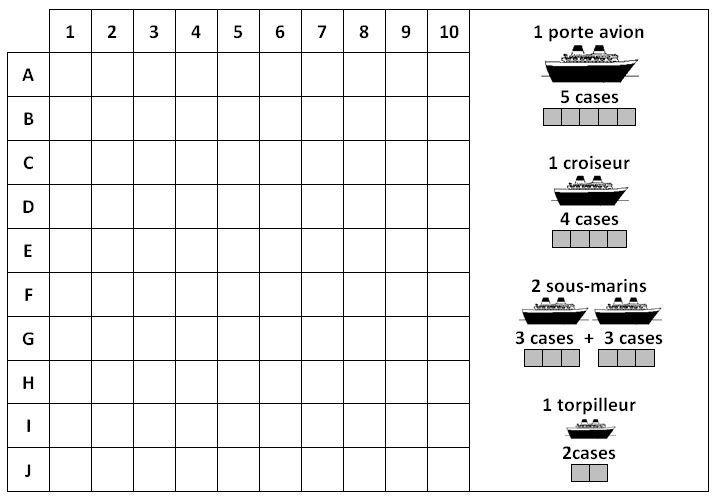 1 2 3 4 5 6 7 8 9 10
A
B
C
D
E
F
G
H
I
J
1 porte avion
5 cases
1 croiseur
4 cases
2 sous-marins
3 cases + 3 cases
1 torpilleur
2cases